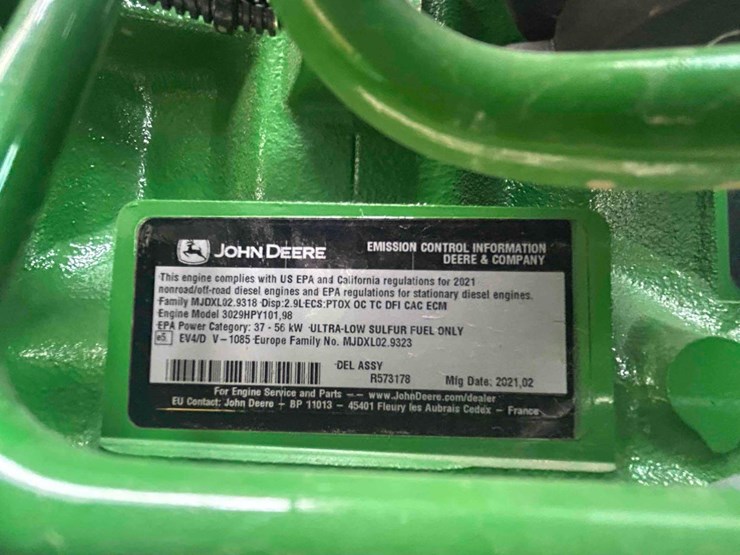 JOHN DEERE
EMISSION CONTROL INFORMATION
DEERE & COMPANY
This engine complies with US EPA and California regulations for 2021
nonroad/off-road diesel engines and EPA regulations for stationary diesel engines.
Family MJDXL02.9318 Disp:2.9L ECS:PTOX OC TC DFI CAC ECM
Engine Model 3029HPY101,98
EPA Power Category: 37 - 56 kW ULTRA-LOW SULFUR FUEL ONLY
e5 EV4/D V-1085 Europe Family No. MJDXL02.9323
DEL ASSY
R573178 Mfg Date: 2021,02
For Engine Service and Parts -- www.JohnDeere.com/dealer
EU Contact: John Deere - BP 11013 - 45401 Fleury les Aubrais Cedex - France